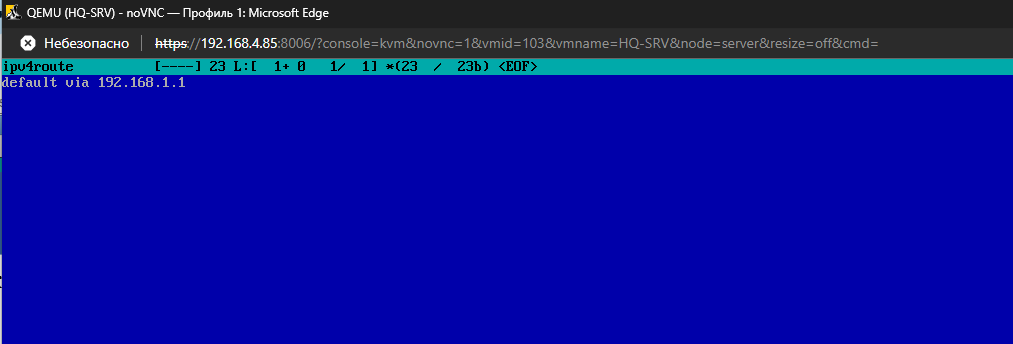 QEMU (HQ-SRV) - noVNC — Профиль 1: Microsoft Edge
Небезопасно https://192.168.4.85:8006/?console=kvm&novnc=1&vmid=103&vmname=HQ-SRV&node=server&resize=off&cmd=
ipv4route [----] 23 L:[ 1+ 0 1/ 1] *(23 / 23b) <EOF>
default via 192.168.1.1